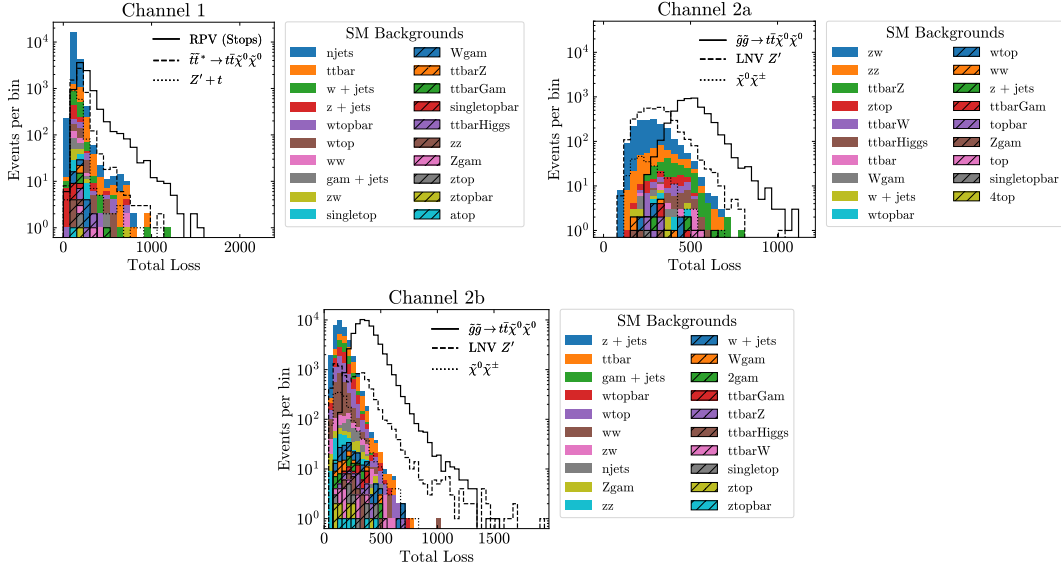 Channel 1
Events per bin
10⁴
10³
10²
10¹
10⁰
0
1000
2000
Total Loss
RPV (Stops)
t̃t̃* → tt̄χ̃⁰χ̃⁰
Z′ + t
SM Backgrounds
njets
ttbar
w + jets
z + jets
wtopbar
wtop
ww
gam + jets
zw
singletop
Wgam
ttbarZ
ttbarGam
singletopbar
ttbarHiggs
zz
Zgam
ztop
ztopbar
atop
Channel 2a
Events per bin
10⁴
10³
10²
10¹
10⁰
0
500
1000
Total Loss
g̃g̃ → tt̄χ̃⁰χ̃⁰
LNV Z′
χ̃⁰χ̃±
SM Backgrounds
zw
zz
ttbarZ
ztop
ttbarW
ttbarHiggs
ttbar
Wgam
w + jets
wtopbar
wtop
ww
z + jets
ttbarGam
topbar
Zgam
top
singletopbar
4top
Channel 2b
Events per bin
10⁴
10³
10²
10¹
10⁰
0
500
1000
1500
Total Loss
g̃g̃ → tt̄χ̃⁰χ̃⁰
LNV Z′
χ̃⁰χ̃±
SM Backgrounds
z + jets
ttbar
gam + jets
wtopbar
wtop
ww
zw
njets
Zgam
zz
w + jets
Wgam
2gam
ttbarGam
ttbarZ
ttbarHiggs
ttbarW
singletop
ztop
ztopbar